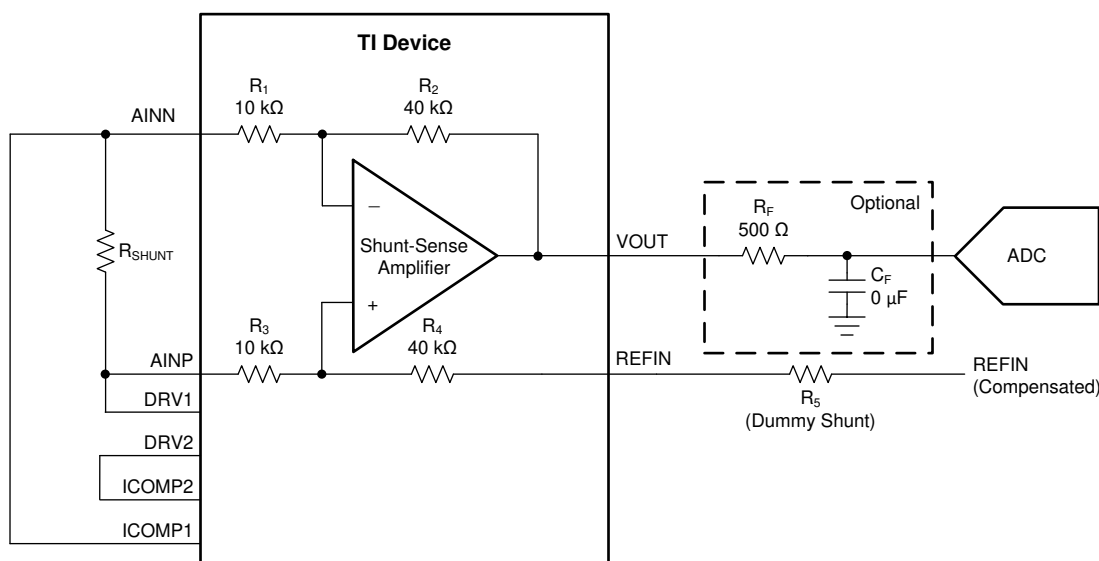 TI Device
R1
10 kΩ
R2
40 kΩ
AINN
RSHUNT
−
Shunt-Sense
Amplifier
+
VOUT
Optional
RF
500 Ω
CF
0 µF
ADC
R3
10 kΩ
R4
40 kΩ
AINP
REFIN
R5
(Dummy Shunt)
REFIN
(Compensated)
DRV1
DRV2
ICOMP2
ICOMP1